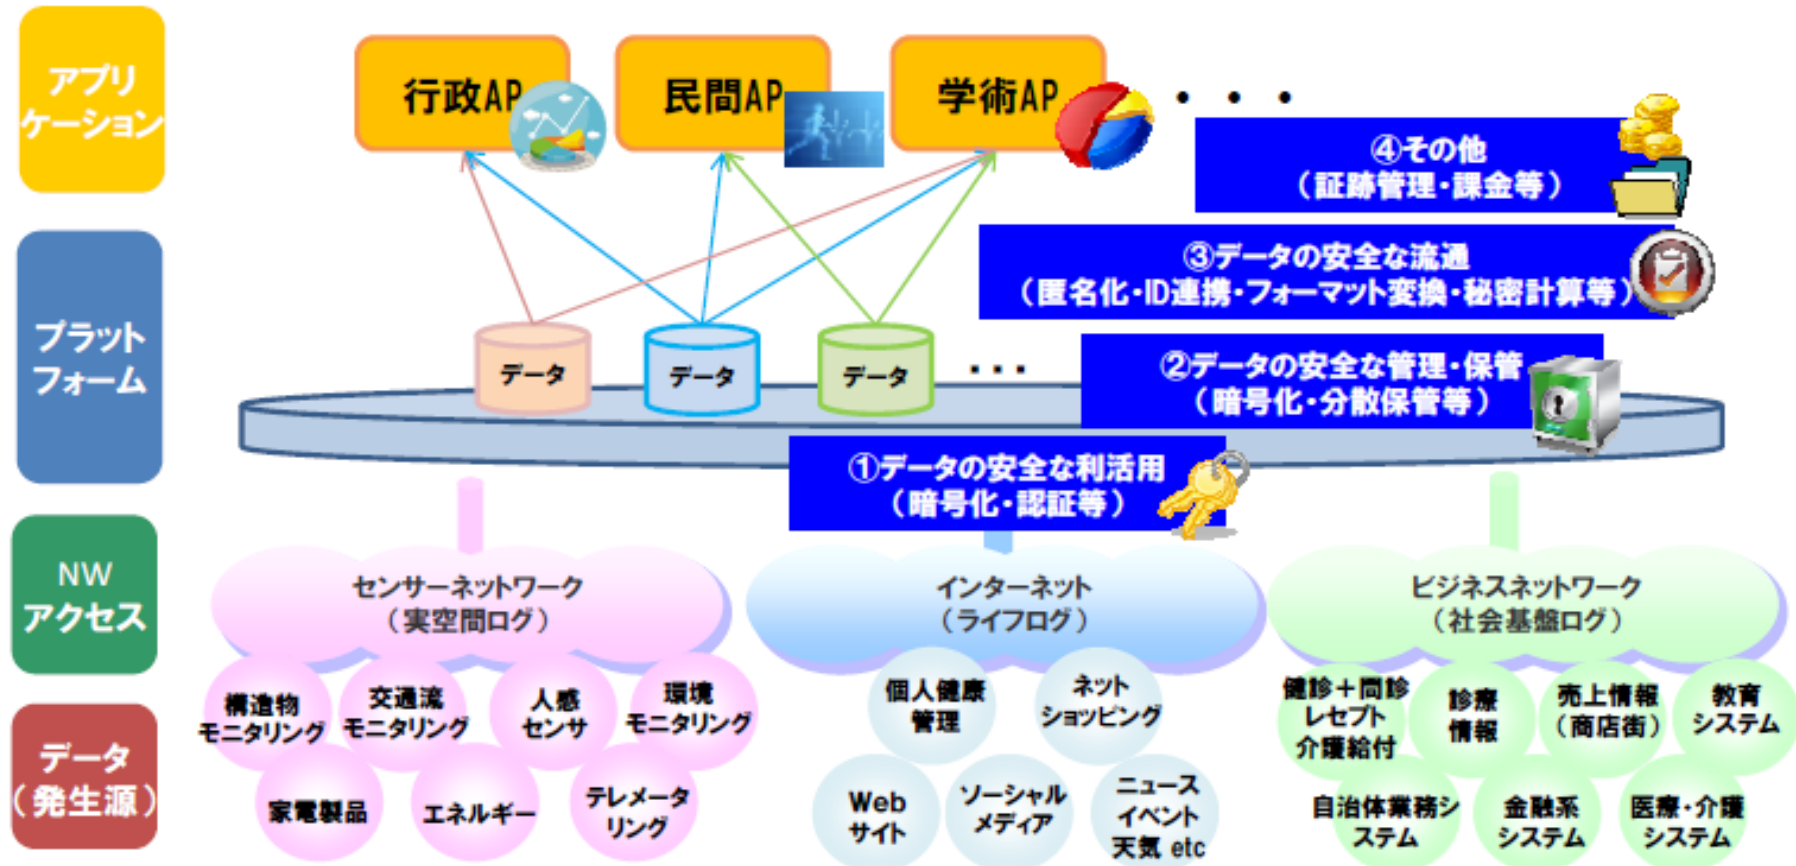 アプリ
ケーション
行政AP
民間AP
学術AP
・・・
④その他
(証跡管理・課金等)
③データの安全な流通
(匿名化・ID連携・フォーマット変換・秘密計算等)
プラット
フォーム
データ
データ
データ
・・・
②データの安全な管理・保管
(暗号化・分散保管等)
①データの安全な利活用
(暗号化・認証等)
NW
アクセス
センサーネットワーク
(実空間ログ)
インターネット
(ライフログ)
ビジネスネットワーク
(社会基盤ログ)
データ
(発生源)
構造物
モニタリング
交通流
モニタリング
人感
センサ
環境
モニタリング
家電製品
エネルギー
テレメータ
リング
個人健康
管理
ネット
ショッピング
Web
サイト
ソーシャル
メディア
ニュース
イベント
天気 etc
健診+問診
レセプト
介護給付
診療
情報
売上情報
(商店街)
教育
システム
自治体業務シ
ステム
金融系
システム
医療・介護
システム